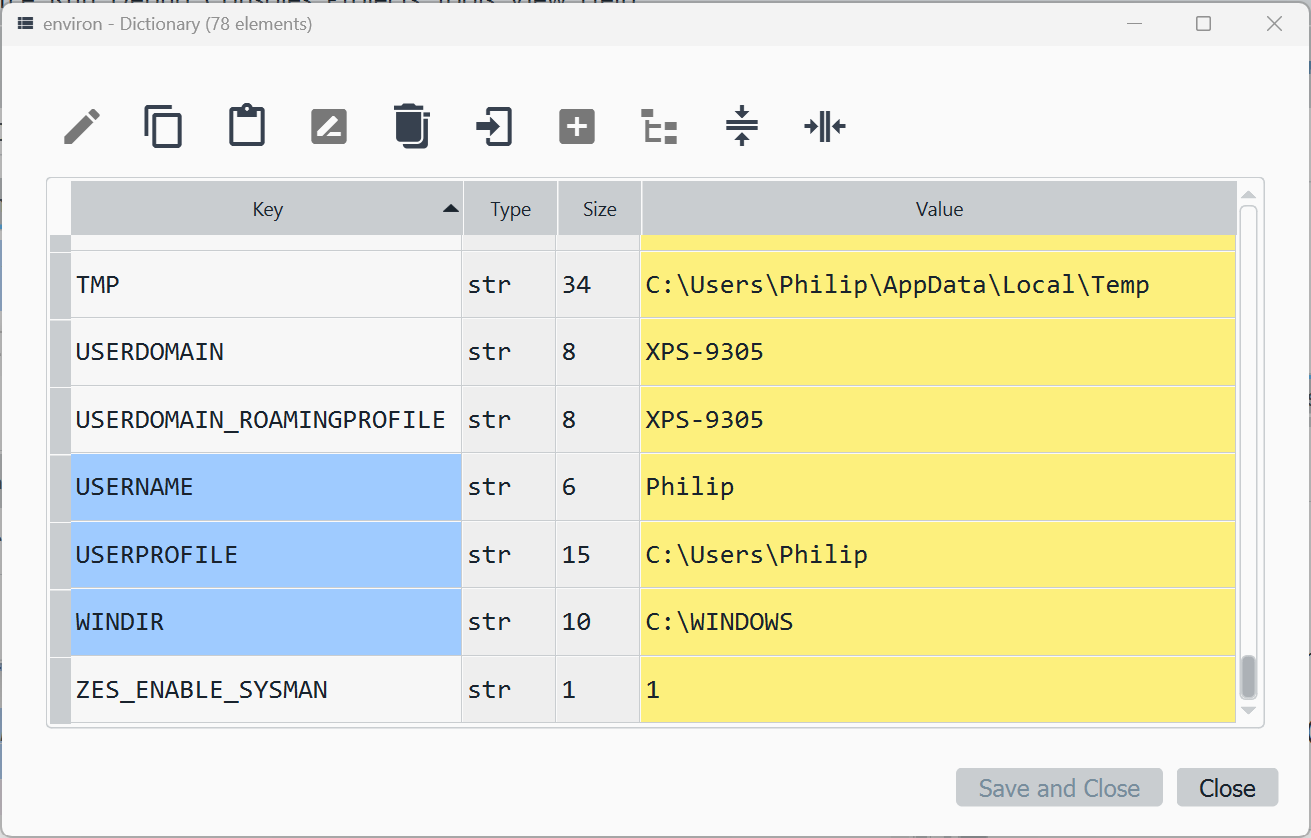 environ - Dictionary (78 elements)
Key Type Size Value
TMP str 34 C:\Users\Philip\AppData\Local\Temp
USERDOMAIN str 8 XPS-9305
USERDOMAIN_ROAMINGPROFILE str 8 XPS-9305
USERNAME str 6 Philip
USERPROFILE str 15 C:\Users\Philip
WINDIR str 10 C:\WINDOWS
ZES_ENABLE_SYSMAN str 1 1
Save and Close Close